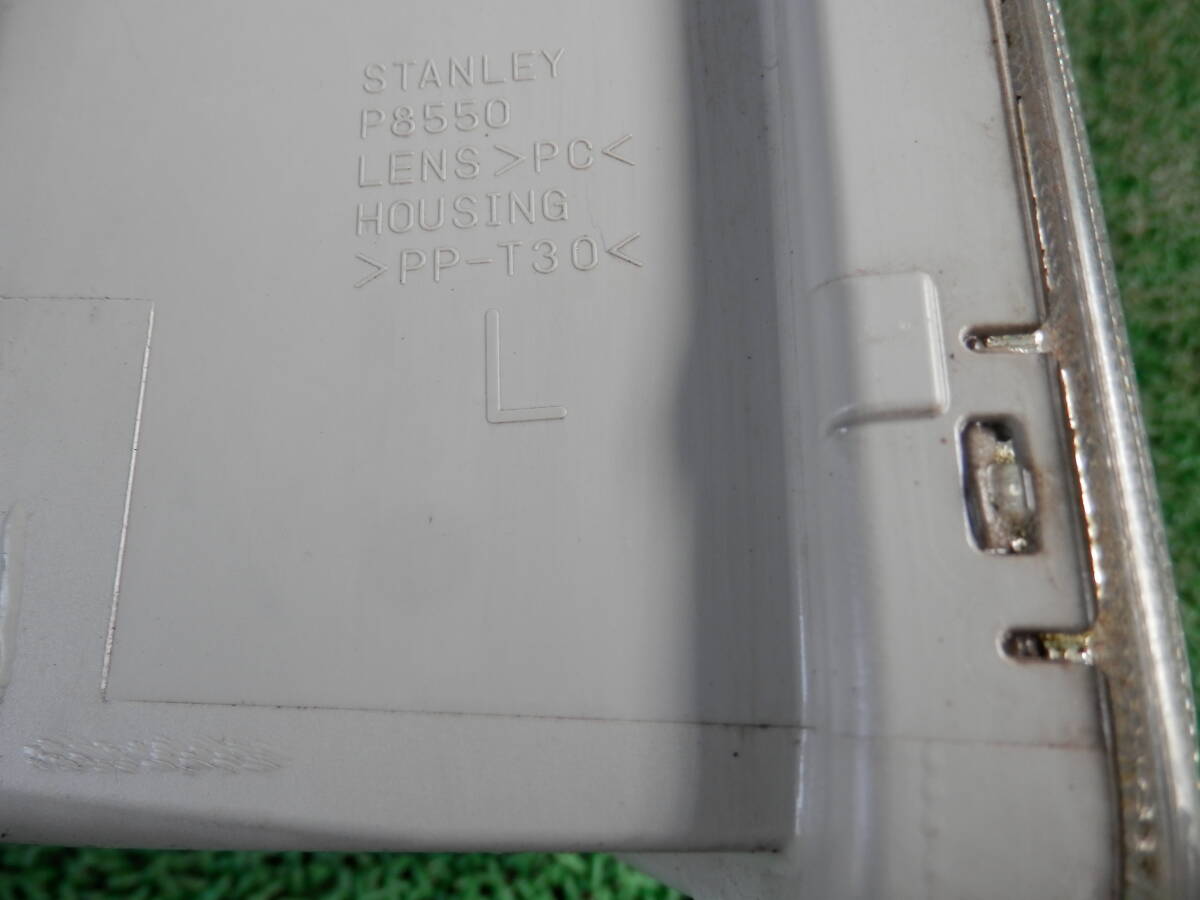 STANLEY
P8550
LENS>PC<
HOUSING
>PP-T30<
L